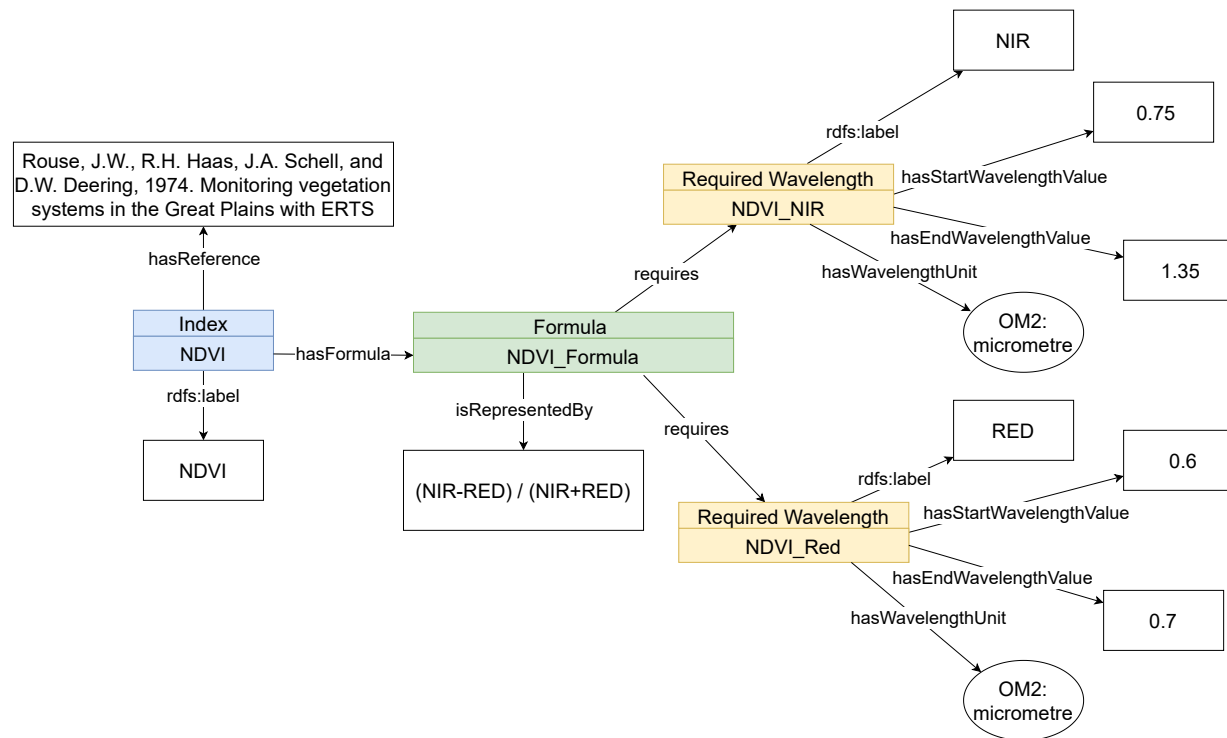 NIR
0.75
rdfs:label
Rouse, J.W., R.H. Haas, J.A. Schell, and
D.W. Deering, 1974. Monitoring vegetation
systems in the Great Plains with ERTS
Required Wavelength
NDVI_NIR
hasStartWavelengthValue
hasEndWavelengthValue
1.35
hasWavelengthUnit
OM2:
micrometre
hasReference
requires
Index
NDVI
hasFormula
Formula
NDVI_Formula
rdfs:label
NDVI
isRepresentedBy
(NIR-RED) / (NIR+RED)
requires
RED
0.6
rdfs:label
Required Wavelength
NDVI_Red
hasStartWavelengthValue
hasEndWavelengthValue
0.7
hasWavelengthUnit
OM2:
micrometre